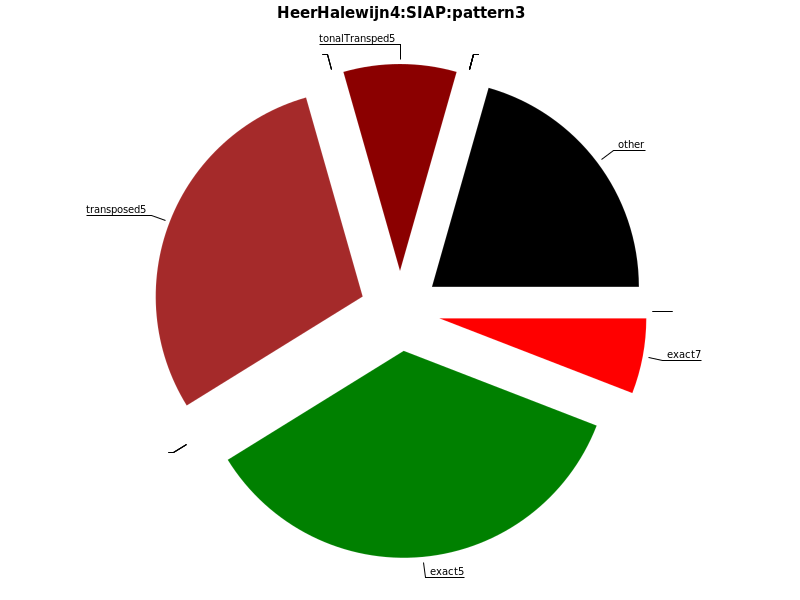 HeerHalewijn4:SIAP:pattern3
tonalTransped5
other
transposed5
exact7
exact5